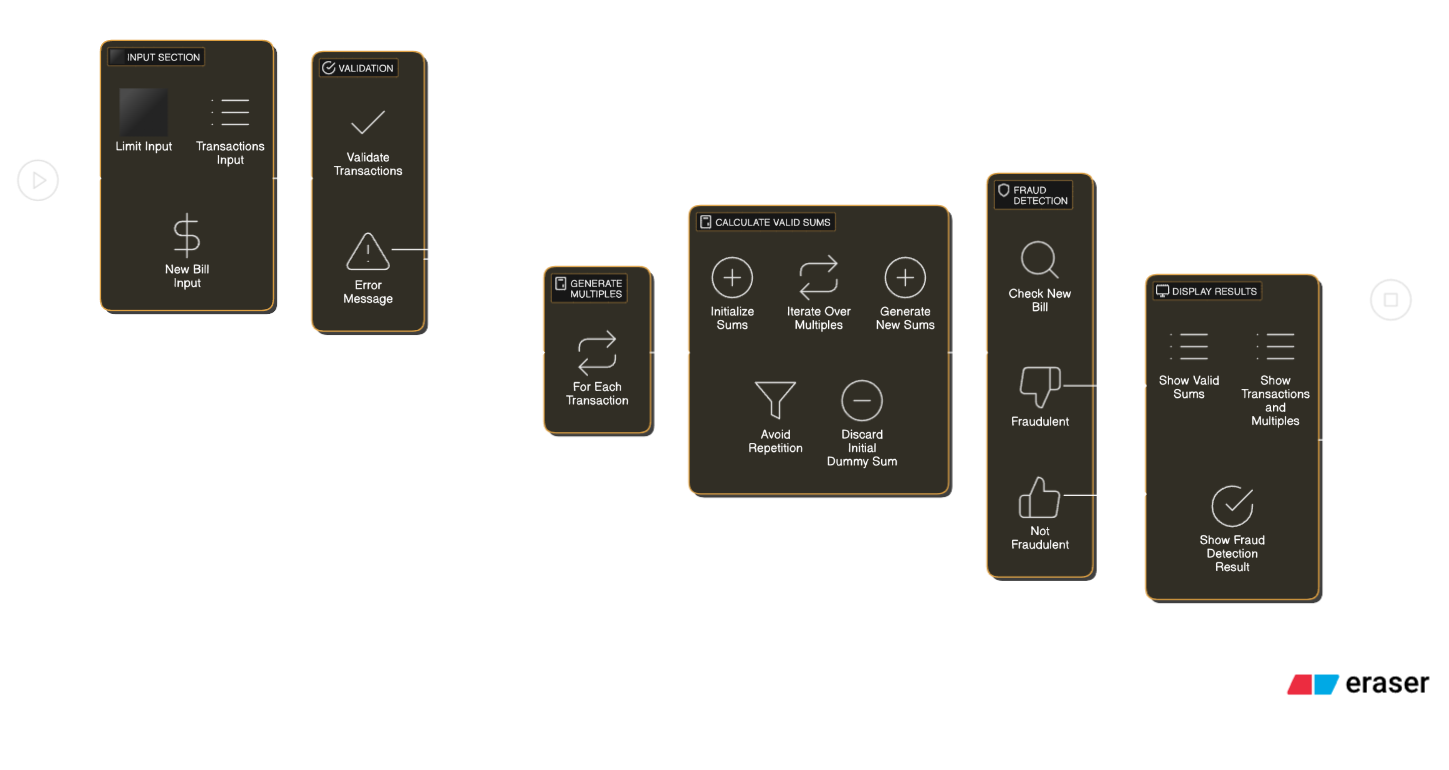 INPUT SECTION
Limit Input
Transactions
Input
New Bill
Input
VALIDATION
Validate
Transactions
Error
Message
GENERATE
MULTIPLES
For Each
Transaction
CALCULATE VALID SUMS
Initialize
Sums
Iterate Over
Multiples
Generate
New Sums
Avoid
Repetition
Discard
Initial
Dummy Sum
FRAUD
DETECTION
Check New
Bill
Fraudulent
Not
Fraudulent
DISPLAY RESULTS
Show Valid
Sums
Show
Transactions
and
Multiples
Show Fraud
Detection
Result
eraser